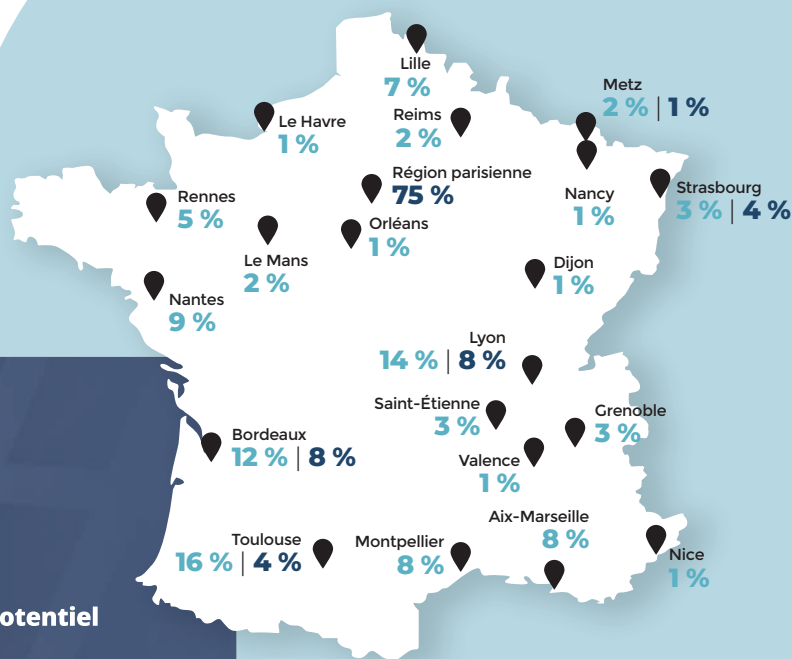 Lille
7 %
Metz
2 % | 1 %
Le Havre
1 %
Reims
2 %
Région parisienne
75 %
Nancy
1 %
Strasbourg
3 % | 4 %
Rennes
5 %
Orléans
1 %
Le Mans
2 %
Dijon
1 %
Nantes
9 %
Lyon
14 % | 8 %
Saint-Étienne
3 %
Grenoble
3 %
Bordeaux
12 % | 8 %
Valence
1 %
Aix-Marseille
8 %
Toulouse
16 % | 4 %
Montpellier
8 %
Nice
1 %
otentiel